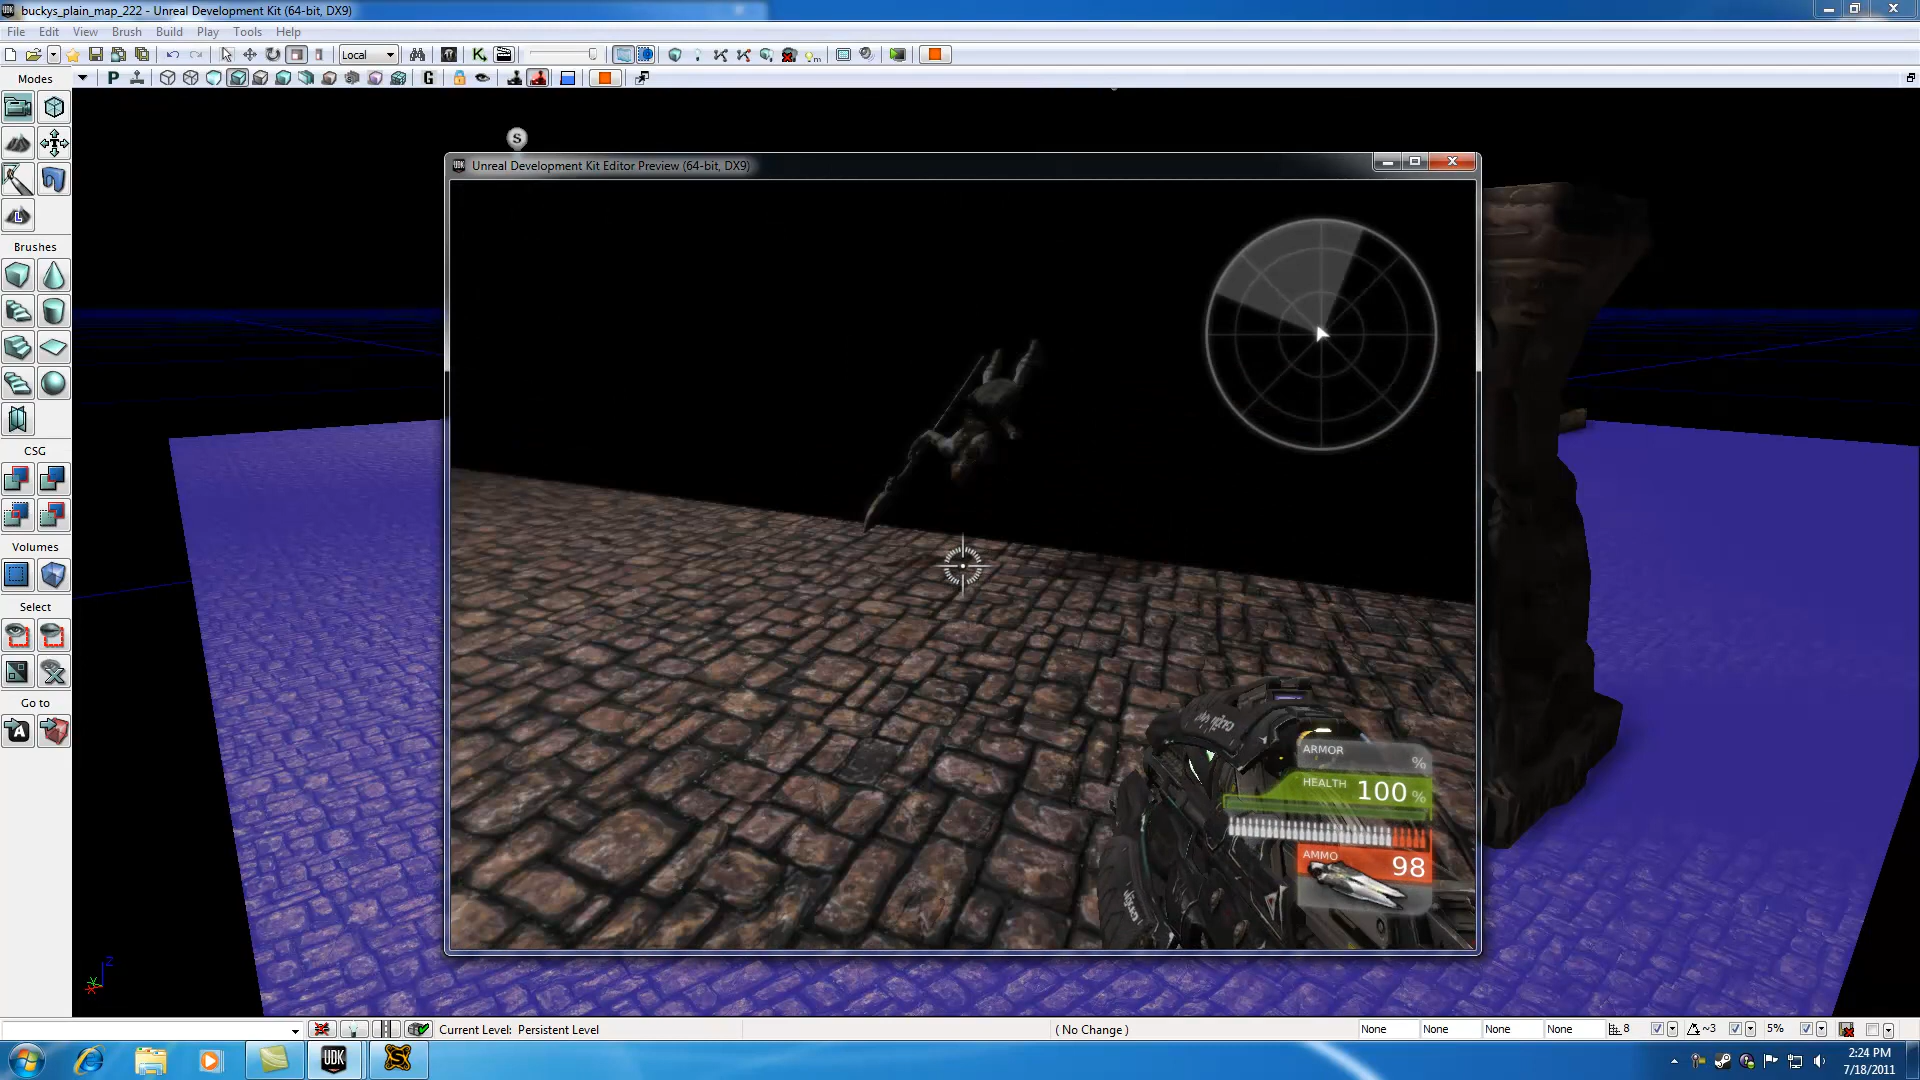 buckys_plain_map_222 - Unreal Development Kit (64-bit, DX9)
File Edit View Brush Build Play Tools Help
Local
Modes
P
G
S
Unreal Development Kit Editor Preview (64-bit, DX9)
L
Brushes
CSG
Volumes
Select
Go to
A
ARMOR
%
HEALTH 100 %
AMMO 98
Z
Current Level: Persistent Level
( No Change )
None None None None 8 ~3 5%
UDK
2:24 PM
7/18/2011